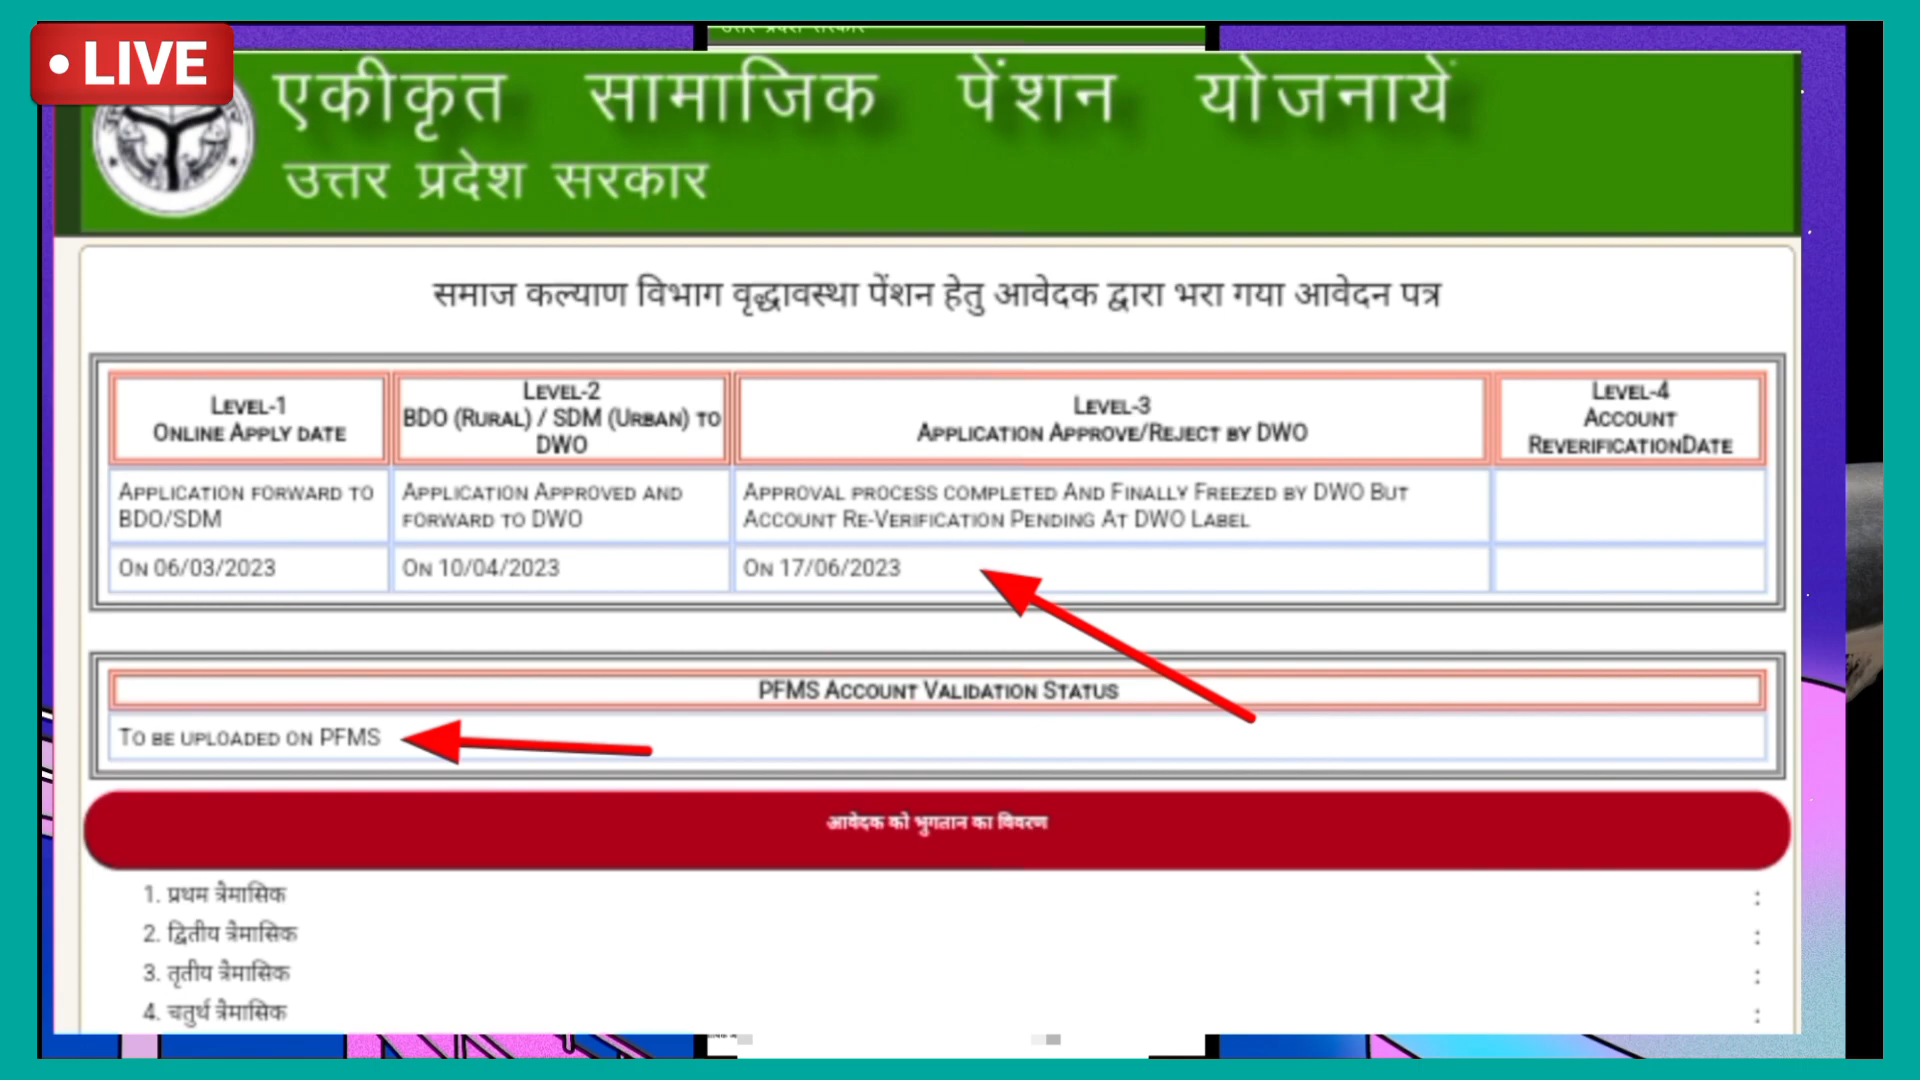 उत्तर प्रदेश सरकार
LIVE
एकीकृत सामाजिक पेंशन योजनायें
उत्तर प्रदेश सरकार
समाज कल्याण विभाग वृद्धावस्था पेंशन हेतु आवेदक द्वारा भरा गया आवेदन पत्र
LEVEL-1
ONLINE APPLY DATE
LEVEL-2
BDO (RURAL) / SDM (URBAN) TO
DWO
LEVEL-3
APPLICATION APPROVE/REJECT BY DWO
LEVEL-4
ACCOUNT
REVERIFICATIONDATE
APPLICATION FORWARD TO
BDO/SDM
APPLICATION APPROVED AND
FORWARD TO DWO
APPROVAL PROCESS COMPLETED AND FINALLY FREEZED BY DWO BUT
ACCOUNT RE-VERIFICATION PENDING AT DWO LABEL
ON 06/03/2023
ON 10/04/2023
ON 17/06/2023
PFMS ACCOUNT VALIDATION STATUS
TO BE UPLOADED ON PFMS
आवेदक को भुगतान का विवरण
1. प्रथम त्रैमासिक :
2. द्वितीय त्रैमासिक :
3. तृतीय त्रैमासिक :
4. चतुर्थ त्रैमासिक :